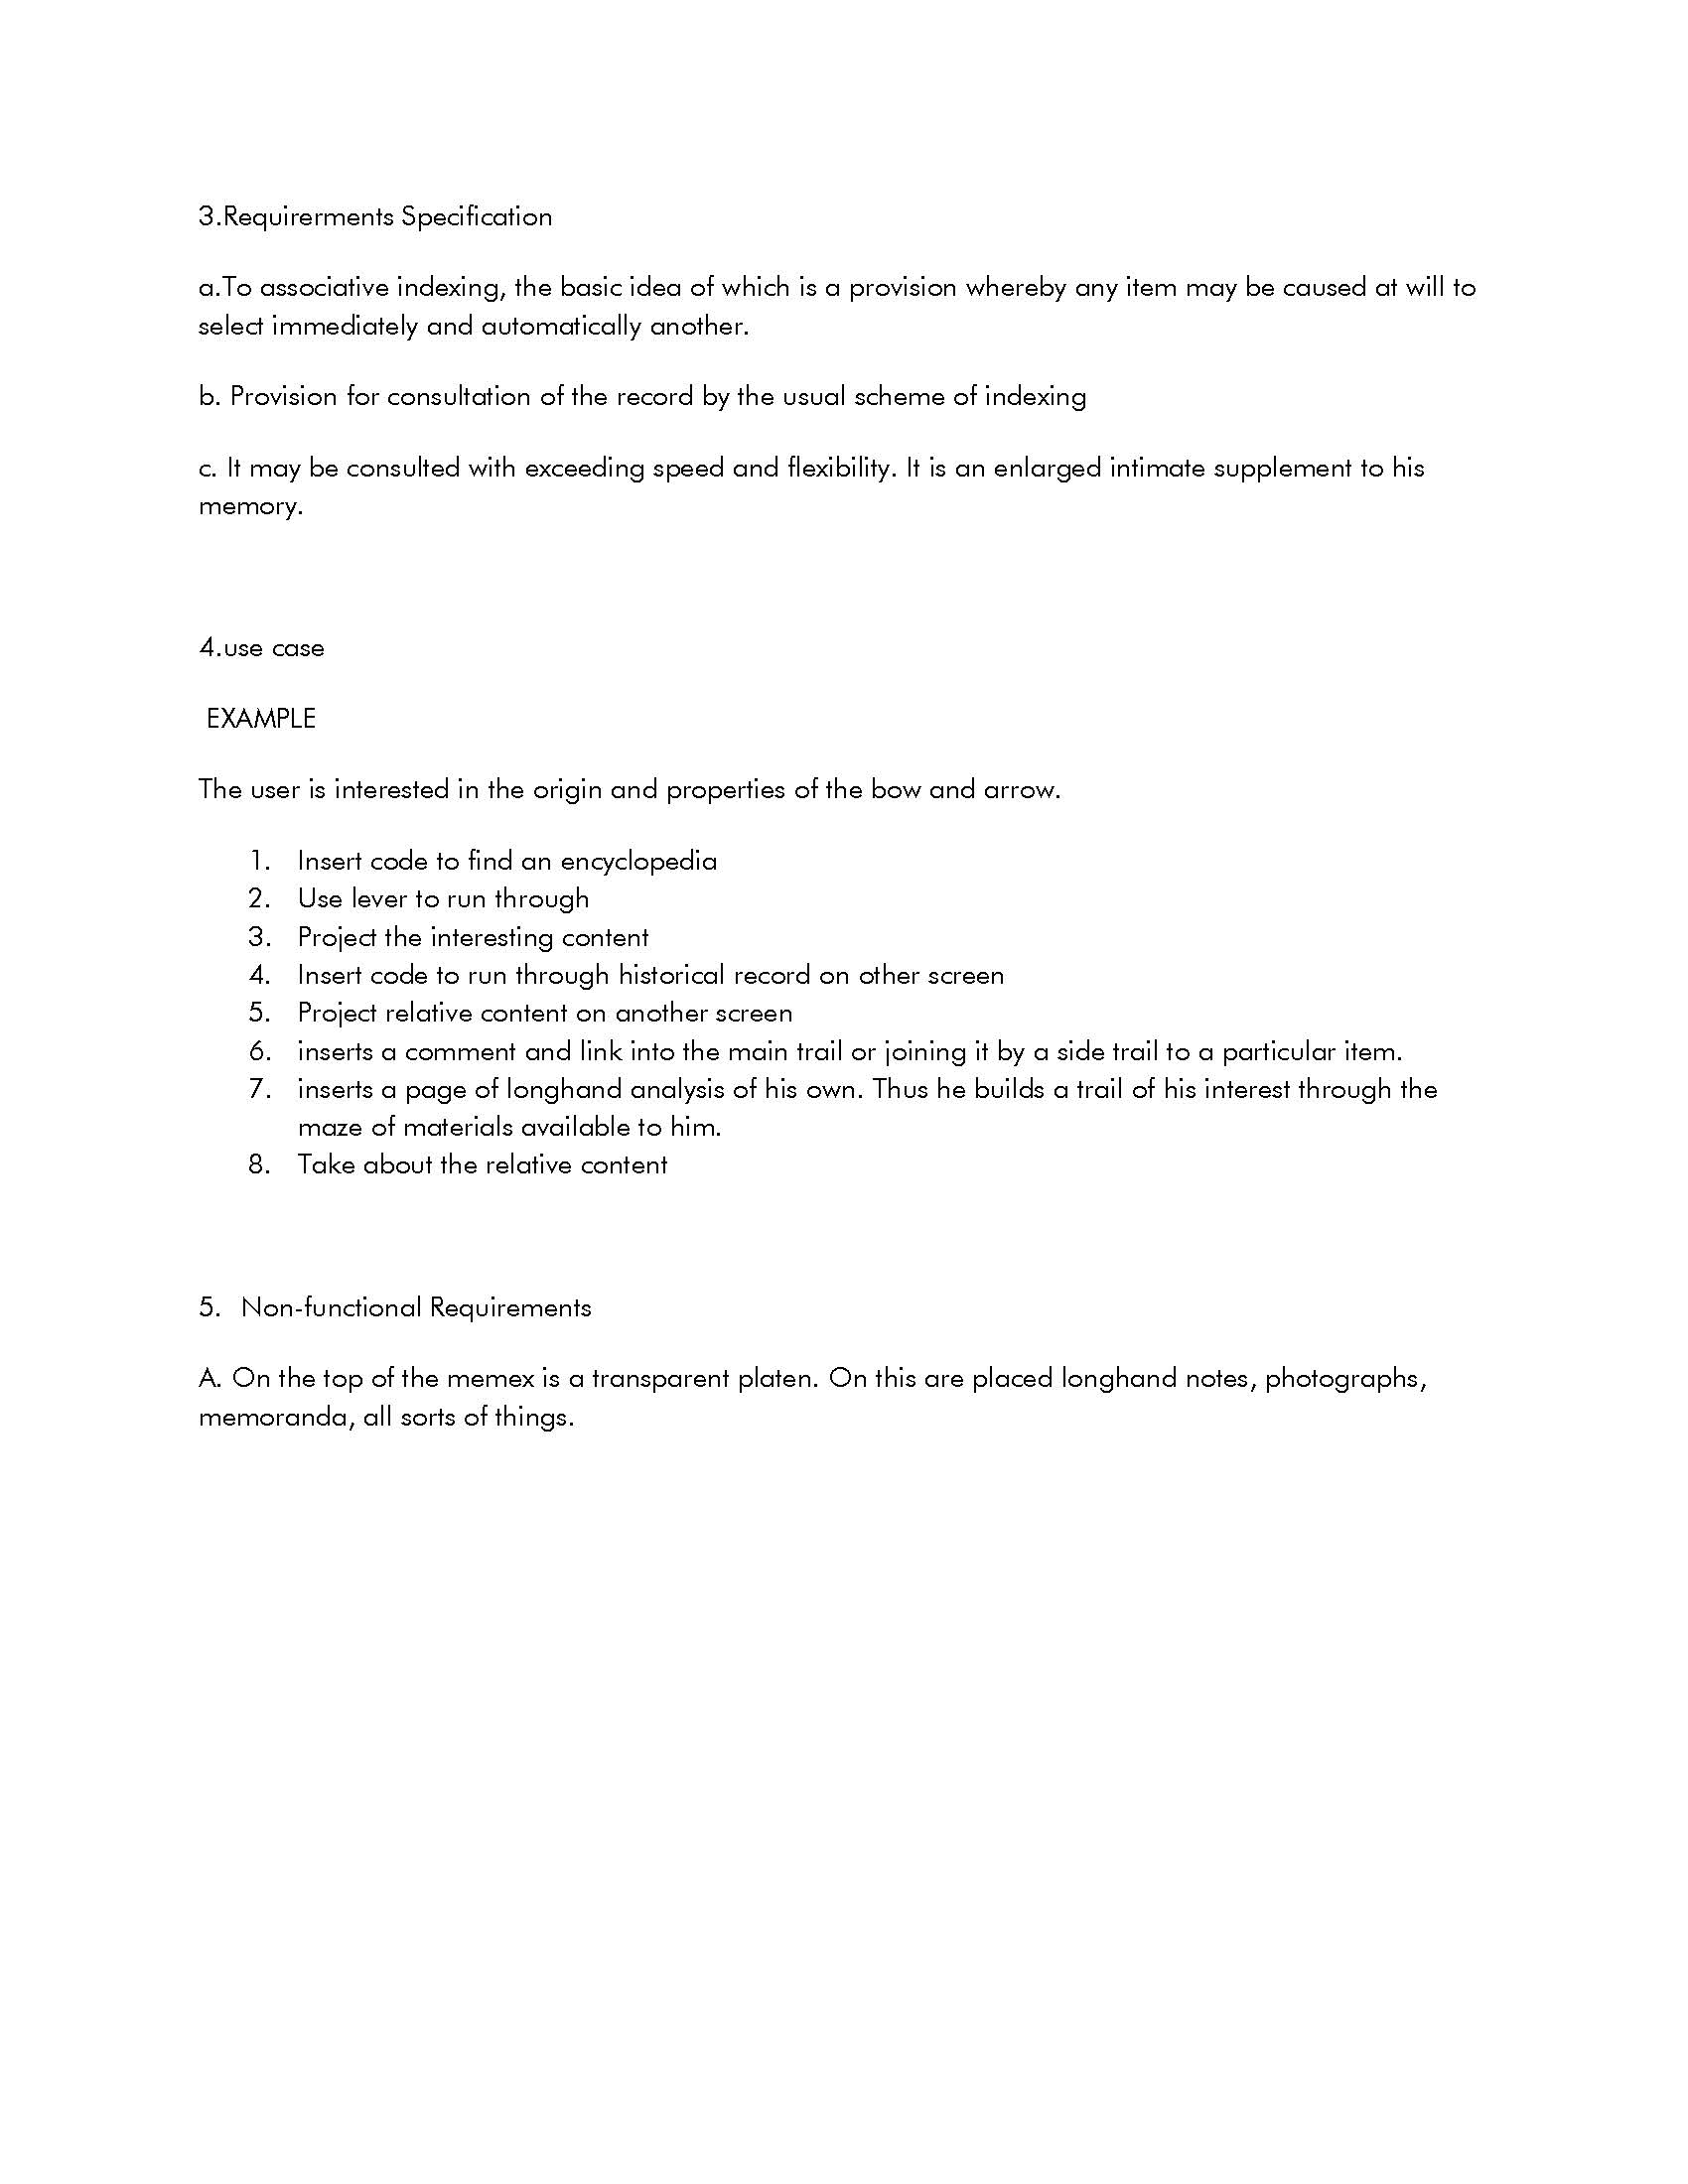 3.Requirerments Specification
a.To associative indexing, the basic idea of which is a provision whereby any item may be caused at will to
select immediately and automatically another.
b. Provision for consultation of the record by the usual scheme of indexing
c. It may be consulted with exceeding speed and flexibility. It is an enlarged intimate supplement to his
memory.
4.use case
EXAMPLE
The user is interested in the origin and properties of the bow and arrow.
1. Insert code to find an encyclopedia
2. Use lever to run through
3. Project the interesting content
4. Insert code to run through historical record on other screen
5. Project relative content on another screen
6. inserts a comment and link into the main trail or joining it by a side trail to a particular item.
7. inserts a page of longhand analysis of his own. Thus he builds a trail of his interest through the
maze of materials available to him.
8. Take about the relative content
5. Non-functional Requirements
A. On the top of the memex is a transparent platen. On this are placed longhand notes, photographs,
memoranda, all sorts of things.